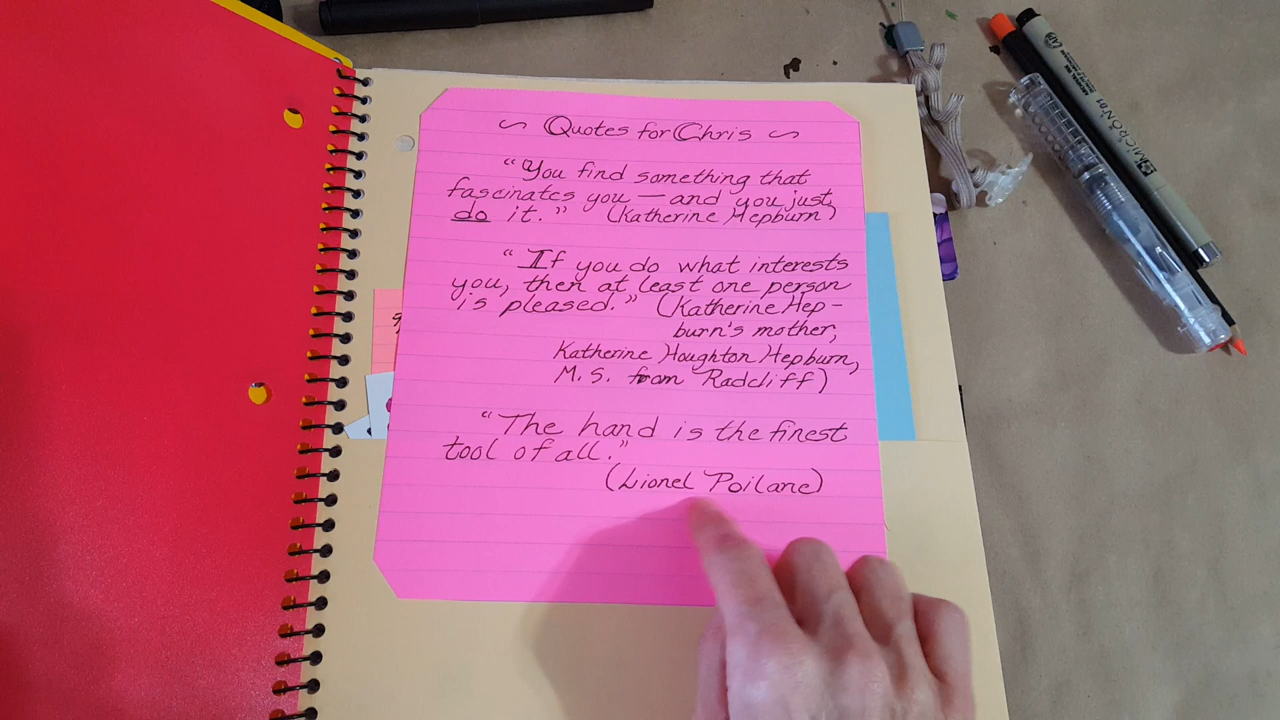 ~ Quotes for Chris ~
"You find something that
fascinates you — and you just
do it." (Katherine Hepburn)
"If you do what interests
you, then at least one person
is pleased." (Katherine Hep-
burn's mother,
Katherine Houghton Hepburn,
M.S. from Radcliff)
"The hand is the finest
tool of all."
(Lionel Poilane)
MICRON 01